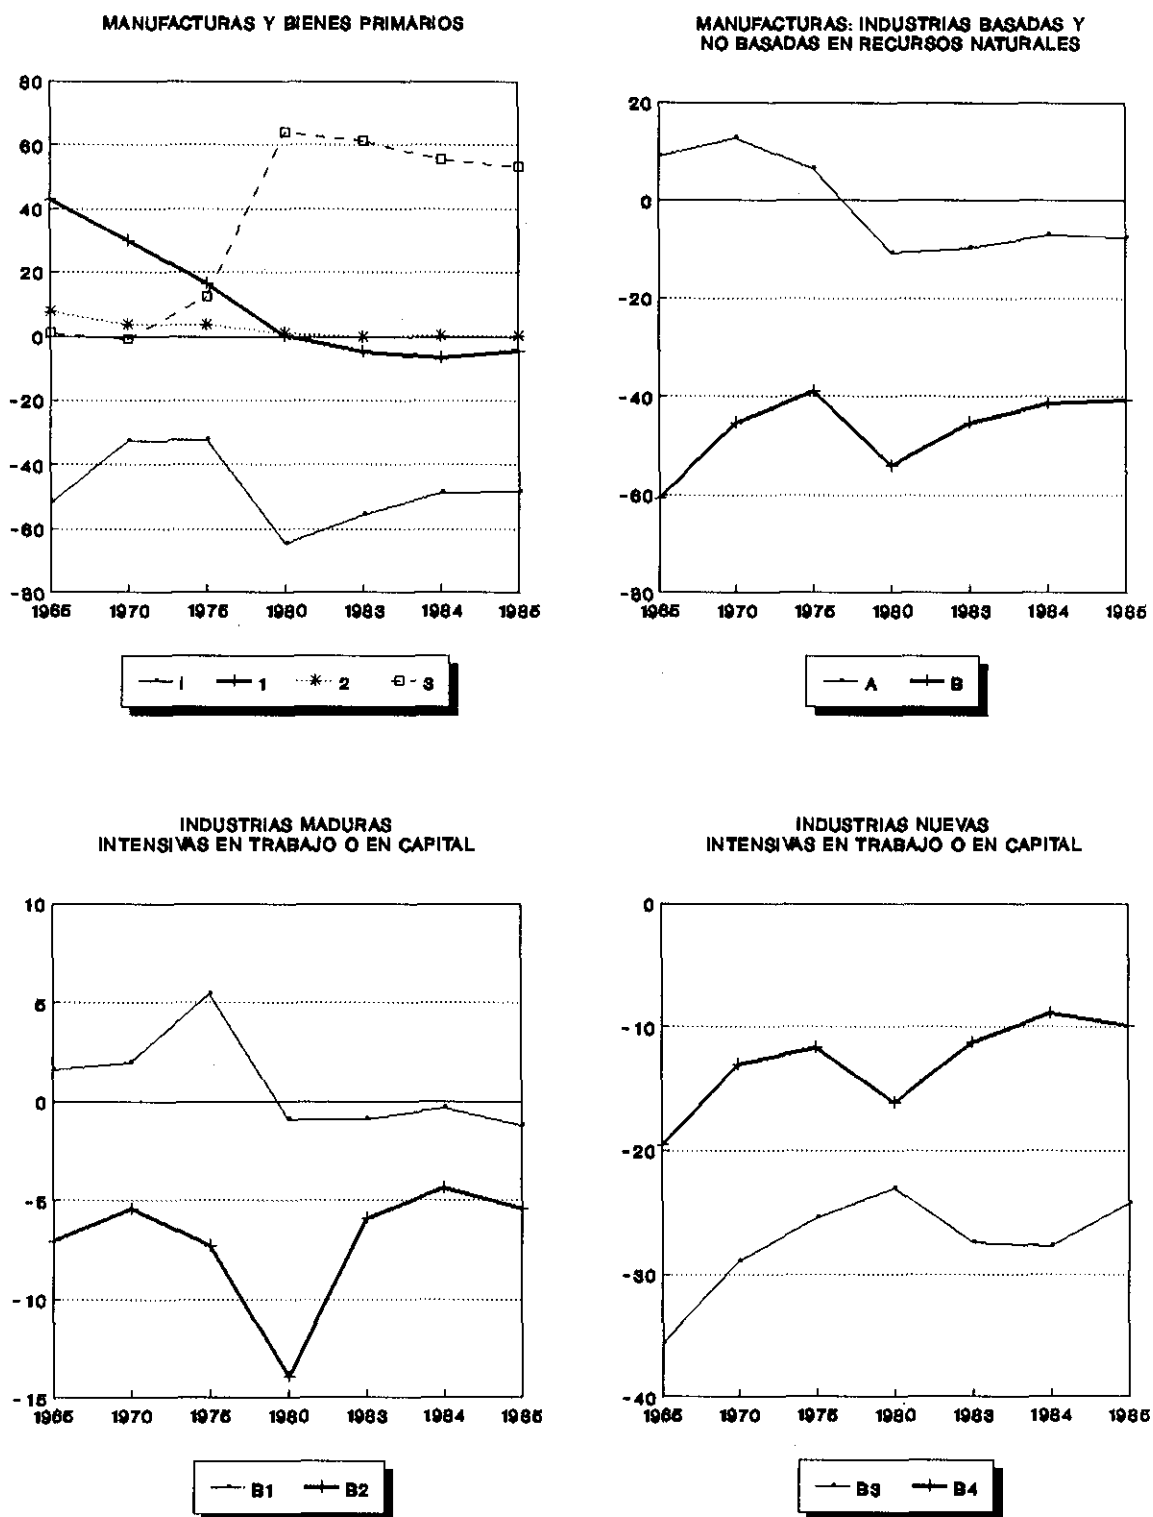 MANUFACTURAS Y BIENES PRIMARIOS
80
60
40
20
0
-20
-40
-60
-80
1965 1970 1975 1980 1983 1984 1985
I 1 2 3
MANUFACTURAS: INDUSTRIAS BASADAS Y
NO BASADAS EN RECURSOS NATURALES
20
0
-20
-40
-60
-80
1965 1970 1975 1980 1983 1984 1985
A B
INDUSTRIAS MADURAS
INTENSIVAS EN TRABAJO O EN CAPITAL
10
5
0
-5
-10
-15
1965 1970 1975 1980 1983 1984 1985
B1 B2
INDUSTRIAS NUEVAS
INTENSIVAS EN TRABAJO O EN CAPITAL
0
-10
-20
-30
-40
1965 1970 1975 1980 1983 1984 1985
B3 B4